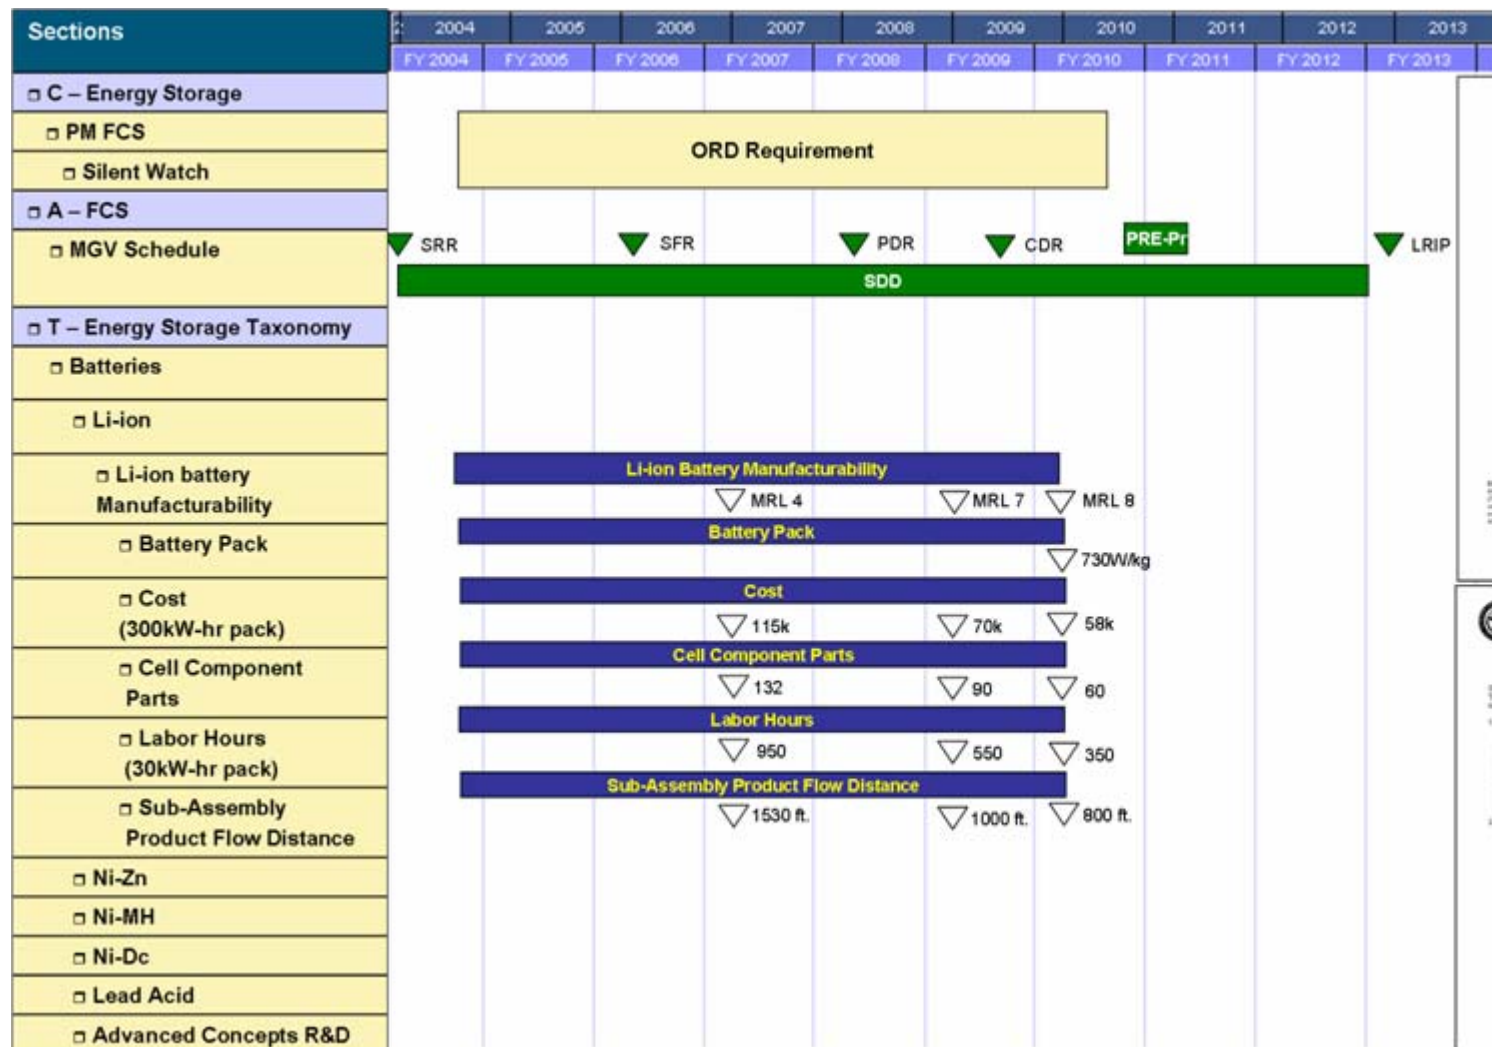 Sections
2004 2005 2006 2007 2008 2009 2010 2011 2012 2013
FY 2004 FY 2005 FY 2006 FY 2007 FY 2008 FY 2009 FY 2010 FY 2011 FY 2012 FY 2013
C – Energy Storage
PM FCS
ORD Requirement
Silent Watch
A – FCS
MGV Schedule
SRR SFR PDR CDR PRE-Pr LRIP
SDD
T – Energy Storage Taxonomy
Batteries
Li-ion
Li-ion battery
Manufacturability
Li-ion Battery Manufacturability
MRL 4 MRL 7 MRL 8
Battery Pack
Battery Pack
730W/kg
Cost
(300kW-hr pack)
Cost
115k 70k 58k
Cell Component
Parts
Cell Component Parts
132 90 60
Labor Hours
(30kW-hr pack)
Labor Hours
950 550 350
Sub-Assembly
Product Flow Distance
Sub-Assembly Product Flow Distance
1530 ft. 1000 ft. 800 ft.
Ni-Zn
Ni-MH
Ni-Dc
Lead Acid
Advanced Concepts R&D